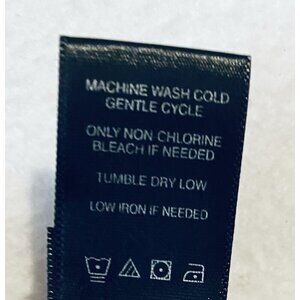 MACHINE WASH COLD
GENTLE CYCLE
ONLY NON-CHLORINE
BLEACH IF NEEDED
TUMBLE DRY LOW
LOW IRON IF NEEDED